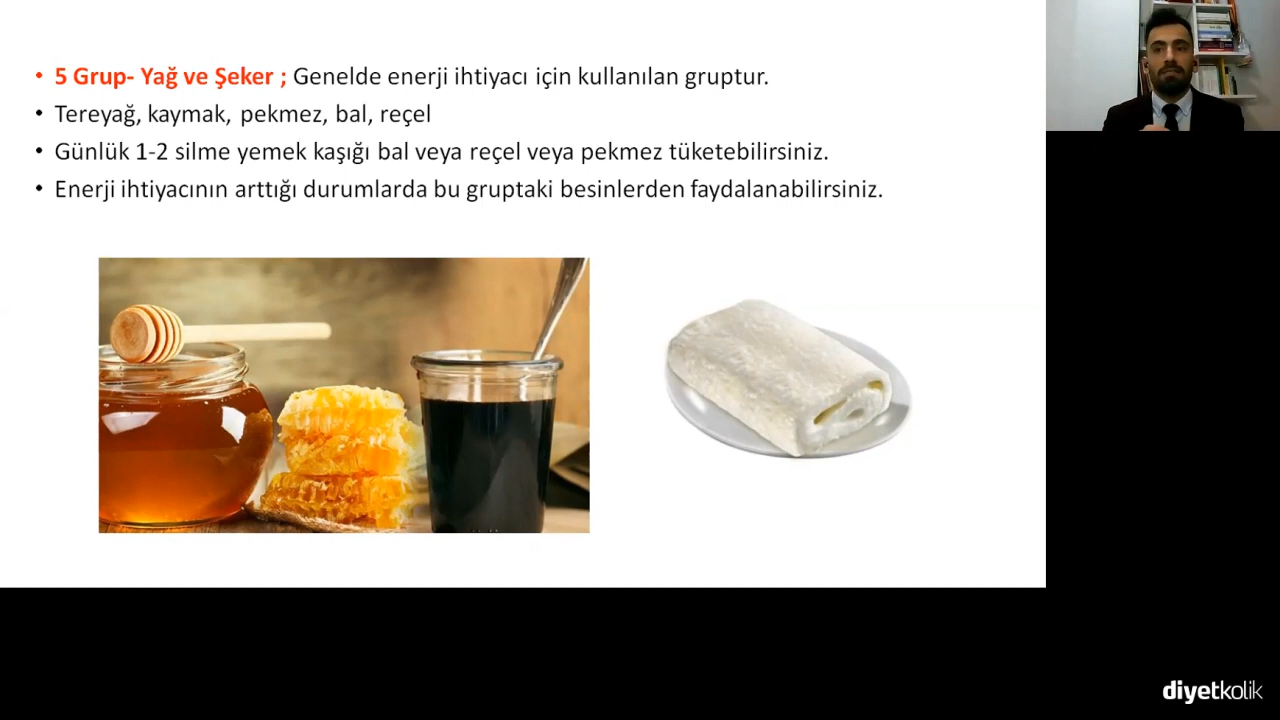 5 Grup- Yağ ve Şeker ; Genelde enerji ihtiyacı için kullanılan gruptur.
Tereyağ, kaymak, pekmez, bal, reçel
Günlük 1-2 silme yemek kaşığı bal veya reçel veya pekmez tüketebilirsiniz.
Enerji ihtiyacının arttığı durumlarda bu gruptaki besinlerden faydalanabilirsiniz.
diyetkolik